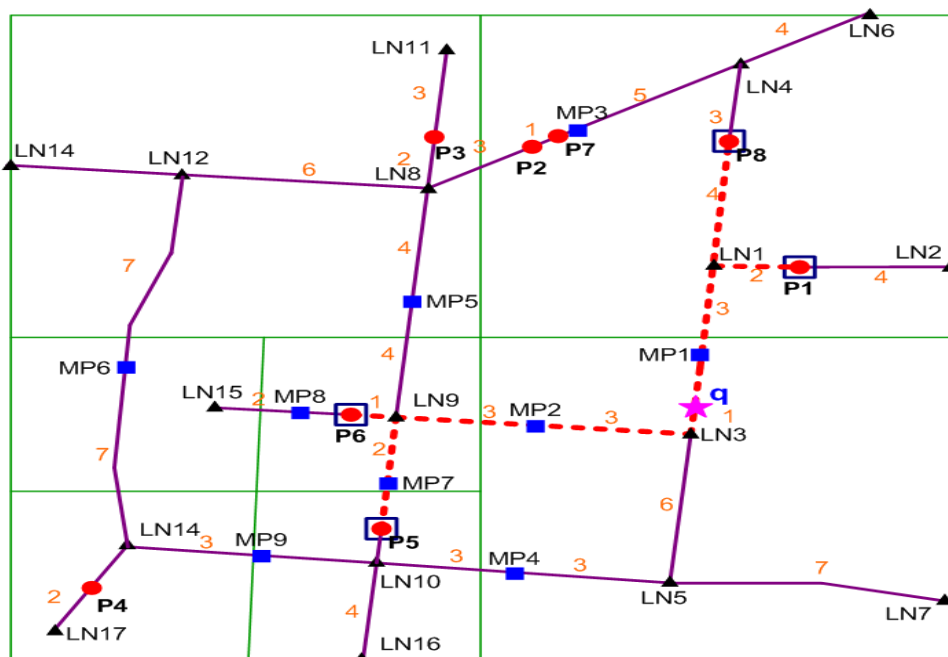 4
LN6
LN11
LN4
3
5
MP3
3
1
P7
P8
P3
3
P2
LN14
LN12
2
6
LN8
4
LN1
LN2
7
4
2
P1
4
MP5
3
MP6
4
MP1
LN15
MP8
q
2
1
LN9
3
MP2
3
1
LN3
P6
2
7
MP7
6
LN14
P5
3
MP9
3
MP4
3
7
LN10
LN5
2
P4
4
LN7
LN17
LN16